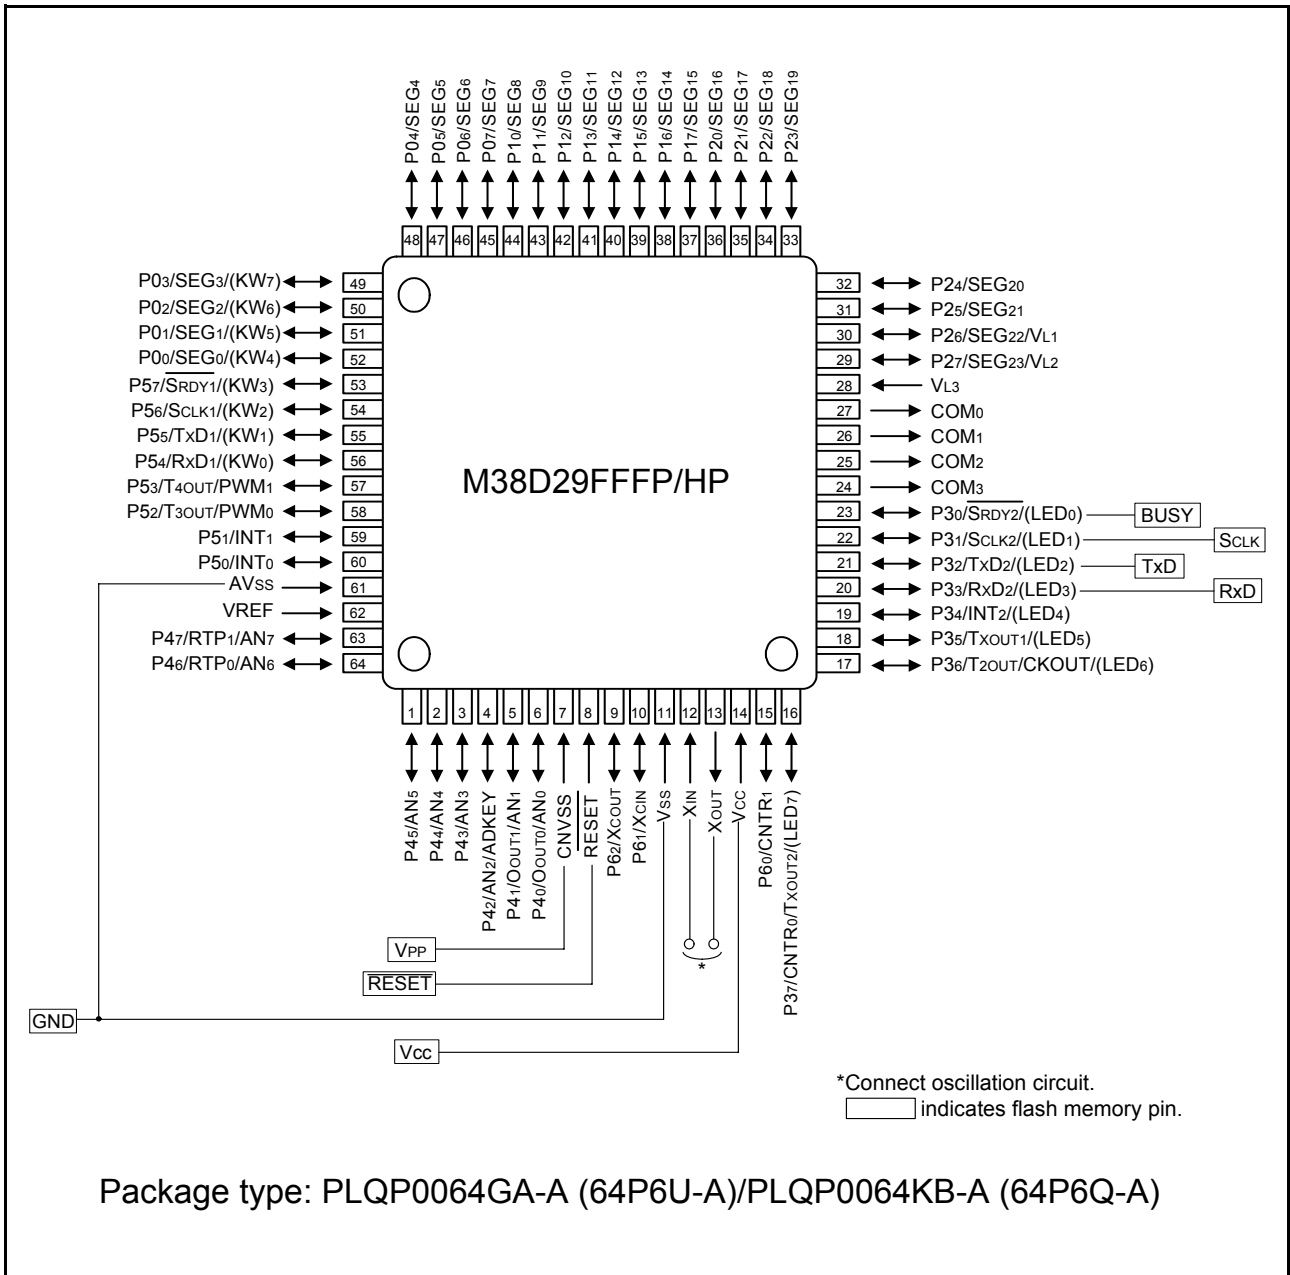 P04/SEG4
P05/SEG5
P06/SEG6
P07/SEG7
P10/SEG8
P11/SEG9
P12/SEG10
P13/SEG11
P14/SEG12
P15/SEG13
P16/SEG14
P17/SEG15
P20/SEG16
P21/SEG17
P22/SEG18
P23/SEG19
48 47 46 45 44 43 42 41 40 39 38 37 36 35 34 33
P03/SEG3/(KW7) 49
P02/SEG2/(KW6) 50
P01/SEG1/(KW5) 51
P00/SEG0/(KW4) 52
P57/SRDY1/(KW3) 53
P56/SCLK1/(KW2) 54
P55/TxD1/(KW1) 55
P54/RxD1/(KW0) 56
P53/T4OUT/PWM1 57
P52/T3OUT/PWM0 58
P51/INT1 59
P50/INT0 60
AVSS 61
VREF 62
P47/RTP1/AN7 63
P46/RTP0/AN6 64
M38D29FFFP/HP
32 P24/SEG20
31 P25/SEG21
30 P26/SEG22/VL1
29 P27/SEG23/VL2
28 VL3
27 COM0
26 COM1
25 COM2
24 COM3
23 P30/SRDY2/(LED0) BUSY
22 P31/SCLK2/(LED1) SCLK
21 P32/TxD2/(LED2) TxD
20 P33/RxD2/(LED3) RxD
19 P34/INT2/(LED4)
18 P35/TXOUT1/(LED5)
17 P36/T2OUT/CKOUT/(LED6)
1 2 3 4 5 6 7 8 9 10 11 12 13 14 15 16
P45/AN5
P44/AN4
P43/AN3
P42/AN2/ADKEY
P41/OOUT1/AN1
P40/OOUT0/AN0
CNVSS
RESET
P62/XCOUT
P61/XCIN
VSS
XIN
XOUT
VCC
P60/CNTR1
P37/CNTR0/TXOUT2/(LED7)
VPP
*
RESET
GND
Vcc
*Connect oscillation circuit.
indicates flash memory pin.
Package type: PLQP0064GA-A (64P6U-A)/PLQP0064KB-A (64P6Q-A)